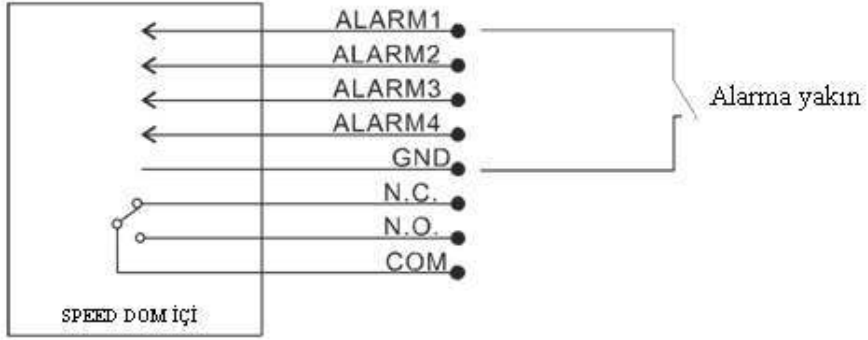 ALARM1
ALARM2
ALARM3
ALARM4
GND
N.C.
N.O.
COM
Alarma yakın
SPEED DOM İÇİ